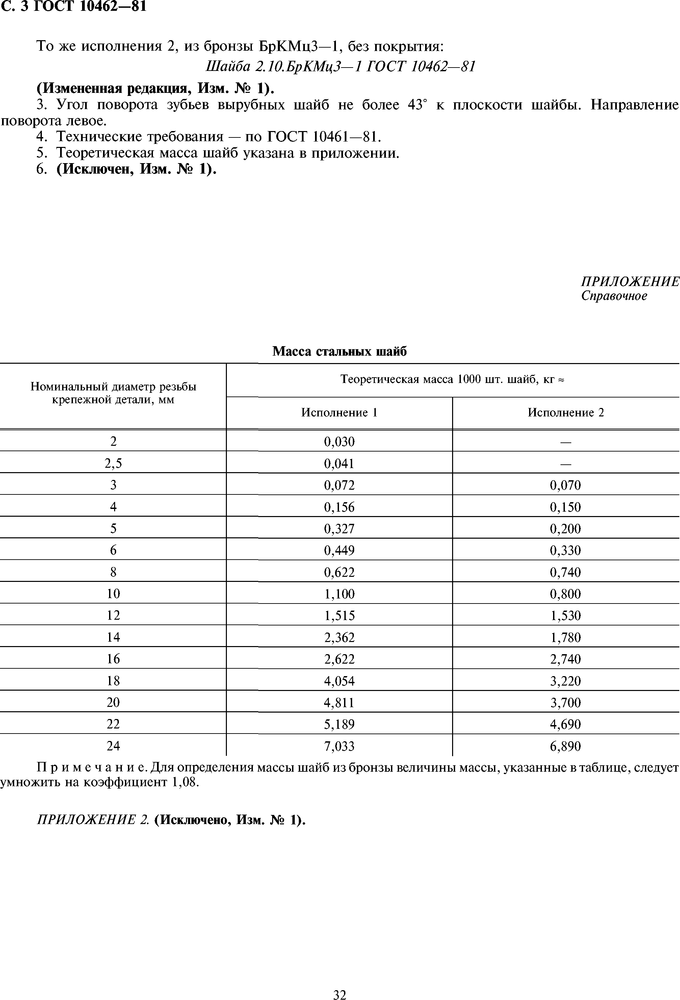 С. 3 ГОСТ 10462—81
То же исполнения 2, из бронзы БрКМц3—1, без покрытия:
Шайба 2.10.БрКМц3—1 ГОСТ 10462—81
(Измененная редакция, Изм. № 1).
3. Угол поворота зубьев вырубных шайб не более 43° к плоскости шайбы. Направление
поворота левое.
4. Технические требования — по ГОСТ 10461—81.
5. Теоретическая масса шайб указана в приложении.
6. (Исключен, Изм. № 1).
ПРИЛОЖЕНИЕ
Справочное
Масса стальных шайб
Номинальный диаметр резьбы
крепежной детали, мм
Теоретическая масса 1000 шт. шайб, кг ≈
Исполнение 1 Исполнение 2
2 0,030 —
2,5 0,041 —
3 0,072 0,070
4 0,156 0,150
5 0,327 0,200
6 0,449 0,330
8 0,622 0,740
10 1,100 0,800
12 1,515 1,530
14 2,362 1,780
16 2,622 2,740
18 4,054 3,220
20 4,811 3,700
22 5,189 4,690
24 7,033 6,890
П р и м е ч а н и е. Для определения массы шайб из бронзы величины массы, указанные в таблице, следует
умножить на коэффициент 1,08.
ПРИЛОЖЕНИЕ 2. (Исключено, Изм. № 1).
32